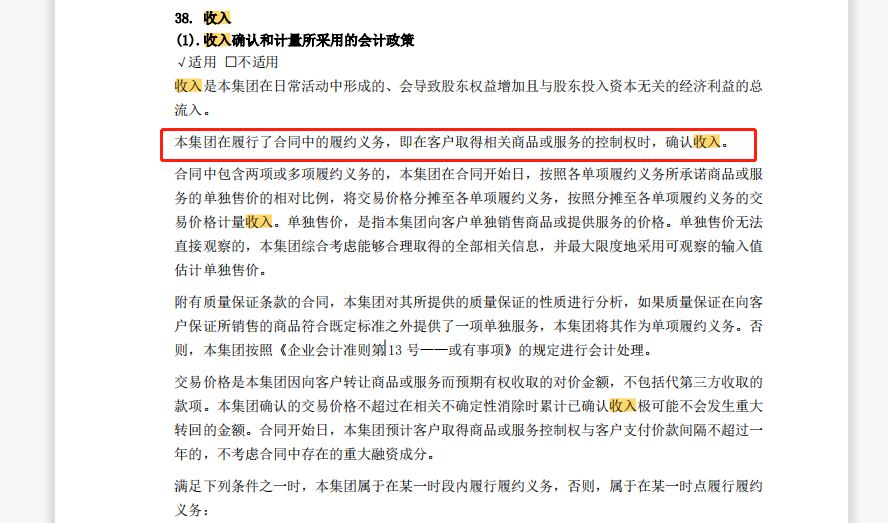 38. 收入
(1).收入确认和计量所采用的会计政策
√适用 □不适用
收入是本集团在日常活动中形成的、会导致股东权益增加且与股东投入资本无关的经济利益的总
流入。
本集团在履行了合同中的履约义务，即在客户取得相关商品或服务的控制权时，确认收入。
合同中包含两项或多项履约义务的，本集团在合同开始日，按照各单项履约义务所承诺商品或服
务的单独售价的相对比例，将交易价格分摊至各单项履约义务，按照分摊至各单项履约义务的交
易价格计量收入。单独售价，是指本集团向客户单独销售商品或提供服务的价格。单独售价无法
直接观察的，本集团综合考虑能够合理取得的全部相关信息，并最大限度地采用可观察的输入值
估计单独售价。
附有质量保证条款的合同，本集团对其所提供的质量保证的性质进行分析，如果质量保证在向客
户保证所销售的商品符合既定标准之外提供了一项单独服务，本集团将其作为单项履约义务。否
则，本集团按照《企业会计准则第 13 号——或有事项》的规定进行会计处理。
交易价格是本集团因向客户转让商品或服务而预期有权收取的对价金额，不包括代第三方收取的
款项。本集团确认的交易价格不超过在相关不确定性消除时累计已确认收入极可能不会发生重大
转回的金额。合同开始日，本集团预计客户取得商品或服务控制权与客户支付价款间隔不超过一
年的，不考虑合同中存在的重大融资成分。
满足下列条件之一时，本集团属于在某一时段内履行履约义务，否则，属于在某一时点履行履约
义务：